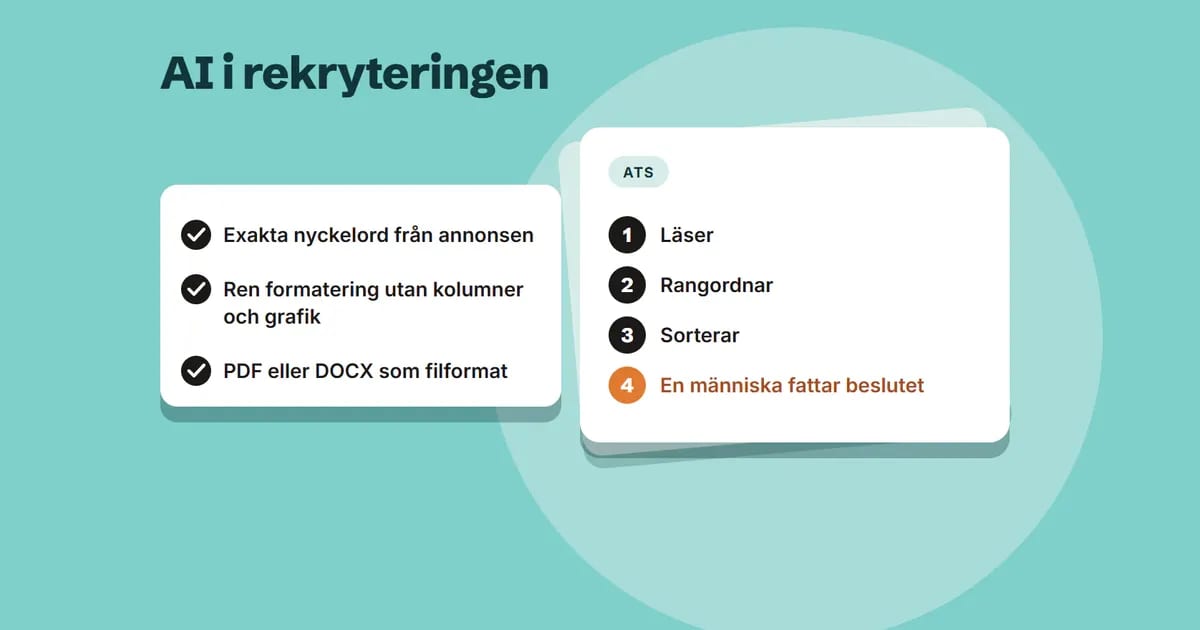 AI i rekryteringen
Exakta nyckelord från annonsen
Ren formatering utan kolumner
och grafik
PDF eller DOCX som filformat
ATS
1 Läser
2 Rangordnar
3 Sorterar
4 En människa fattar beslutet